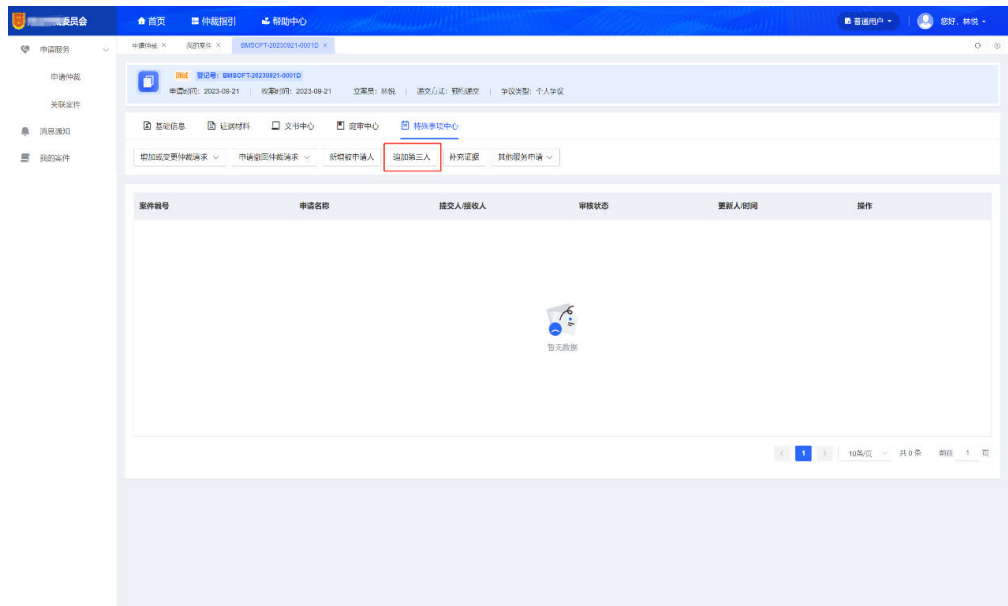 委员会 首页 仲裁指引 帮助中心 普通用户 您好，林悦
申请服务 申请仲裁 × 我的案件 × BMSOFT-20230921-0001D ×
申请仲裁
关联案件
消息通知
我的案件
登记号：BMSOFT-20230921-0001D
申请时间：2023-09-21 | 收案时间：2023-09-21 立案员：林悦 | 递交方式：预约递交 | 争议类型：个人争议
基础信息 证据材料 文书中心 庭审中心 特殊事项中心
增加或变更仲裁请求 申请撤回仲裁请求 新增被申请人 追加第三人 补充证据 其他服务申请
案件编号 申请名称 提交人/接收人 审核状态 更新人/时间 操作
暂无数据
1 10条/页 共 0 条 前往 1 页